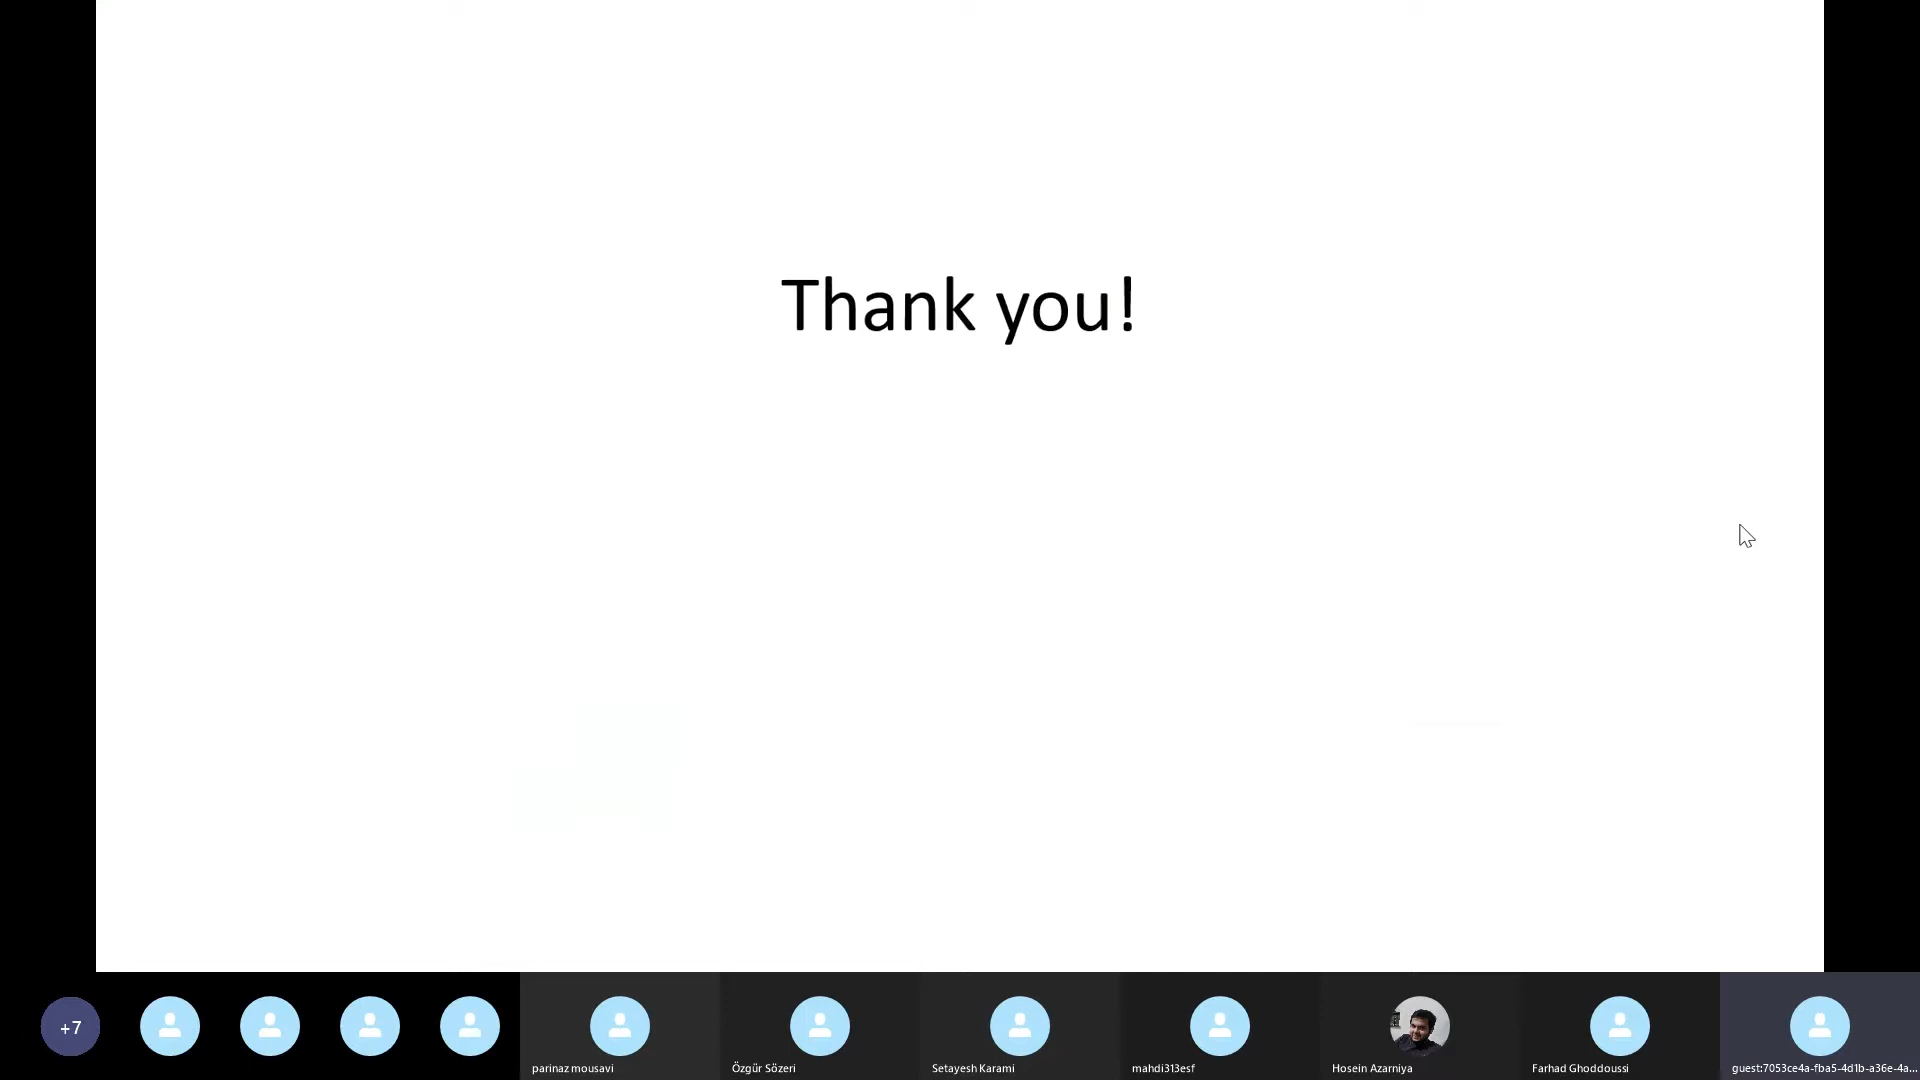 Thank you!
+7
parinaz mousavi
Özgür Sözeri
Setayesh Karami
mahdi313esf
Hosein Azarniya
Farhad Ghoddoussi
guest:7053ce4a-fba5-4d1b-a36e-4a...